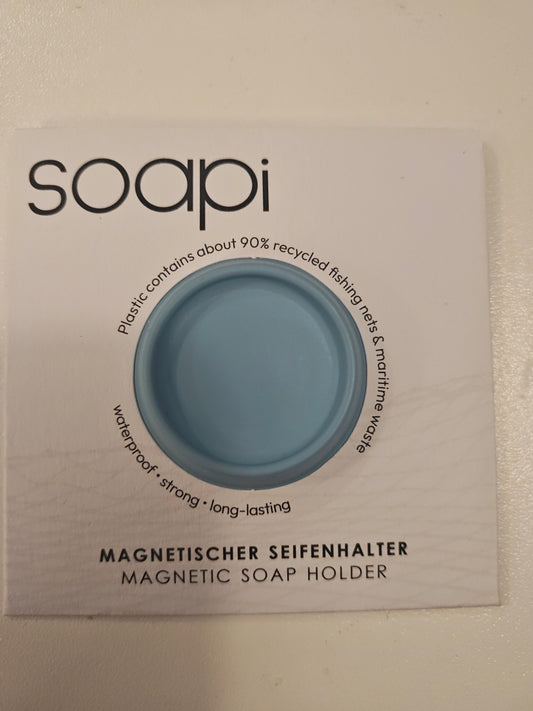 soapi
Plastic contains about 90% recycled fishing nets & maritime waste
waterproof • strong • long-lasting
MAGNETISCHER SEIFENHALTER
MAGNETIC SOAP HOLDER